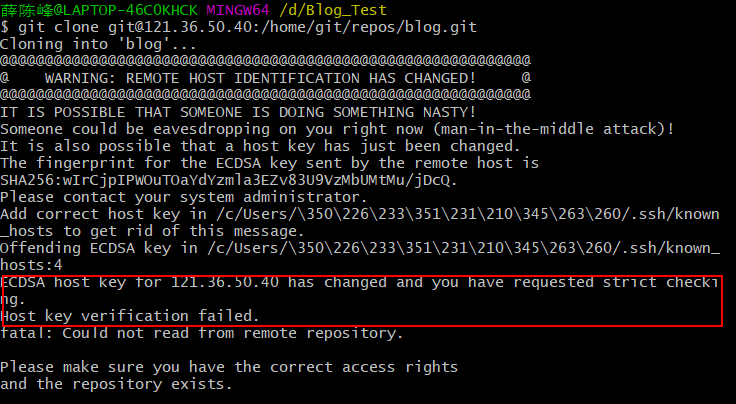 薛陈峰@LAPTOP-46C0KHCK MINGW64 /d/Blog_Test
$ git clone git@121.36.50.40:/home/git/repos/blog.git
Cloning into 'blog'...
@@@@@@@@@@@@@@@@@@@@@@@@@@@@@@@@@@@@@@@@@@@@@@@@@@@@@@@@@@@
@    WARNING: REMOTE HOST IDENTIFICATION HAS CHANGED!     @
@@@@@@@@@@@@@@@@@@@@@@@@@@@@@@@@@@@@@@@@@@@@@@@@@@@@@@@@@@@
IT IS POSSIBLE THAT SOMEONE IS DOING SOMETHING NASTY!
Someone could be eavesdropping on you right now (man-in-the-middle attack)!
It is also possible that a host key has just been changed.
The fingerprint for the ECDSA key sent by the remote host is
SHA256:wIrCjpIPWOuTOaYdYzmla3EZv83U9VzMbUMtMu/jDcQ.
Please contact your system administrator.
Add correct host key in /c/Users/\350\226\233\351\231\210\345\263\260/.ssh/known
_hosts to get rid of this message.
Offending ECDSA key in /c/Users/\350\226\233\351\231\210\345\263\260/.ssh/known_
hosts:4
ECDSA host key for 121.36.50.40 has changed and you have requested strict checki
ng.
Host key verification failed.
fatal: Could not read from remote repository.
Please make sure you have the correct access rights
and the repository exists.